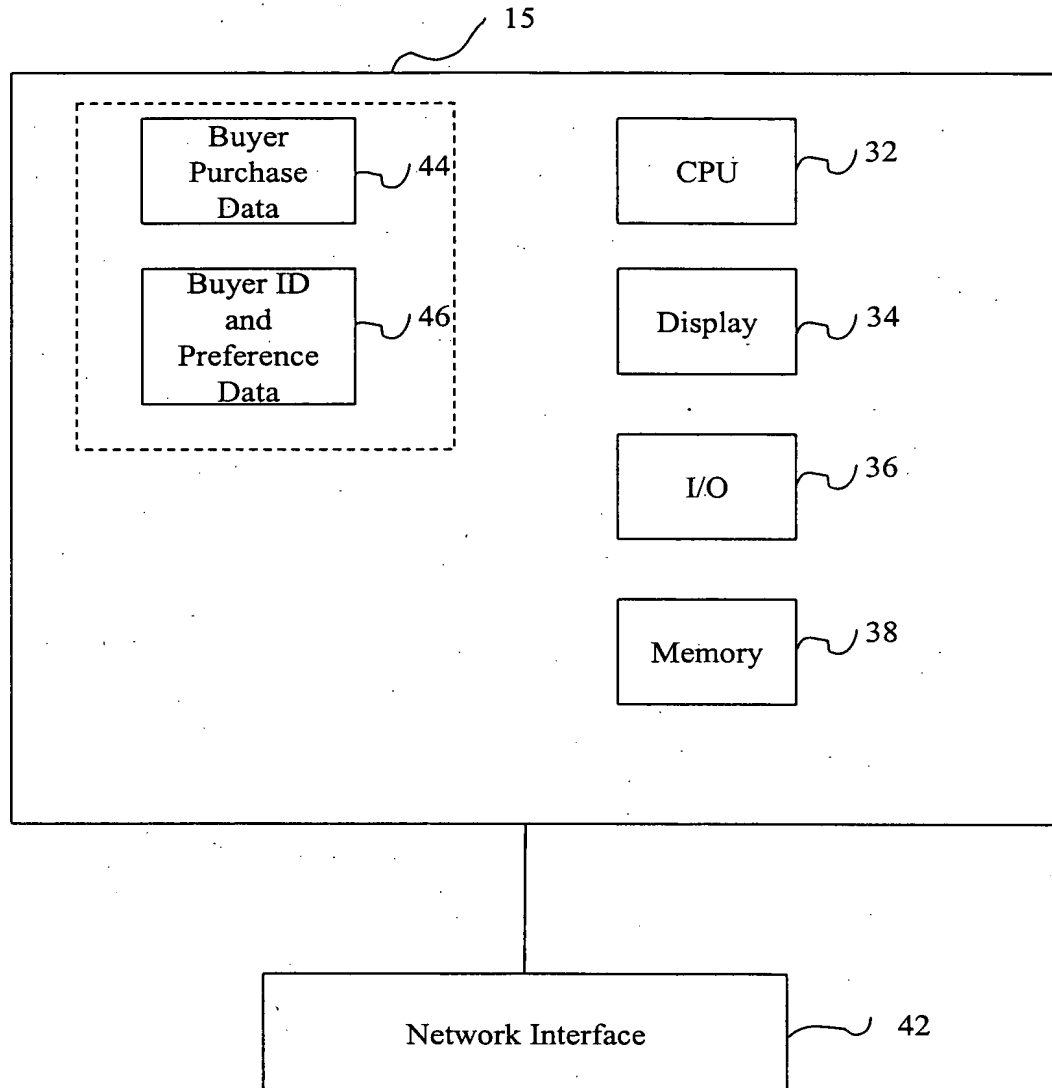 15
Buyer
Purchase
Data
44
Buyer ID
and
Preference
Data
46
CPU
32
Display
34
I/O
36
Memory
38
Network Interface
42